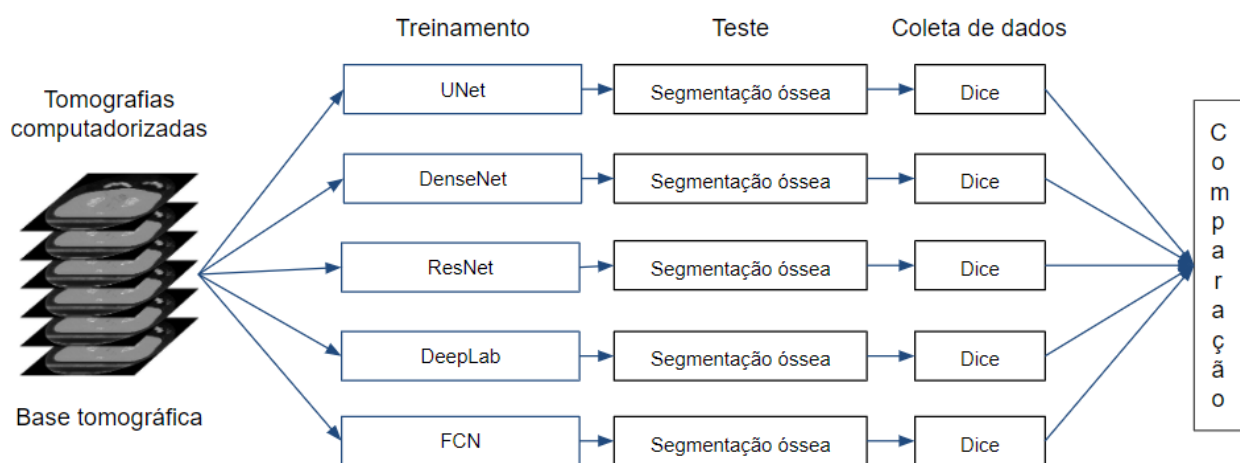 Treinamento
Teste
Coleta de dados
Tomografias
computadorizadas
Base tomográfica
UNet
Segmentação óssea
Dice
DenseNet
Segmentação óssea
Dice
ResNet
Segmentação óssea
Dice
DeepLab
Segmentação óssea
Dice
FCN
Segmentação óssea
Dice
Comparação